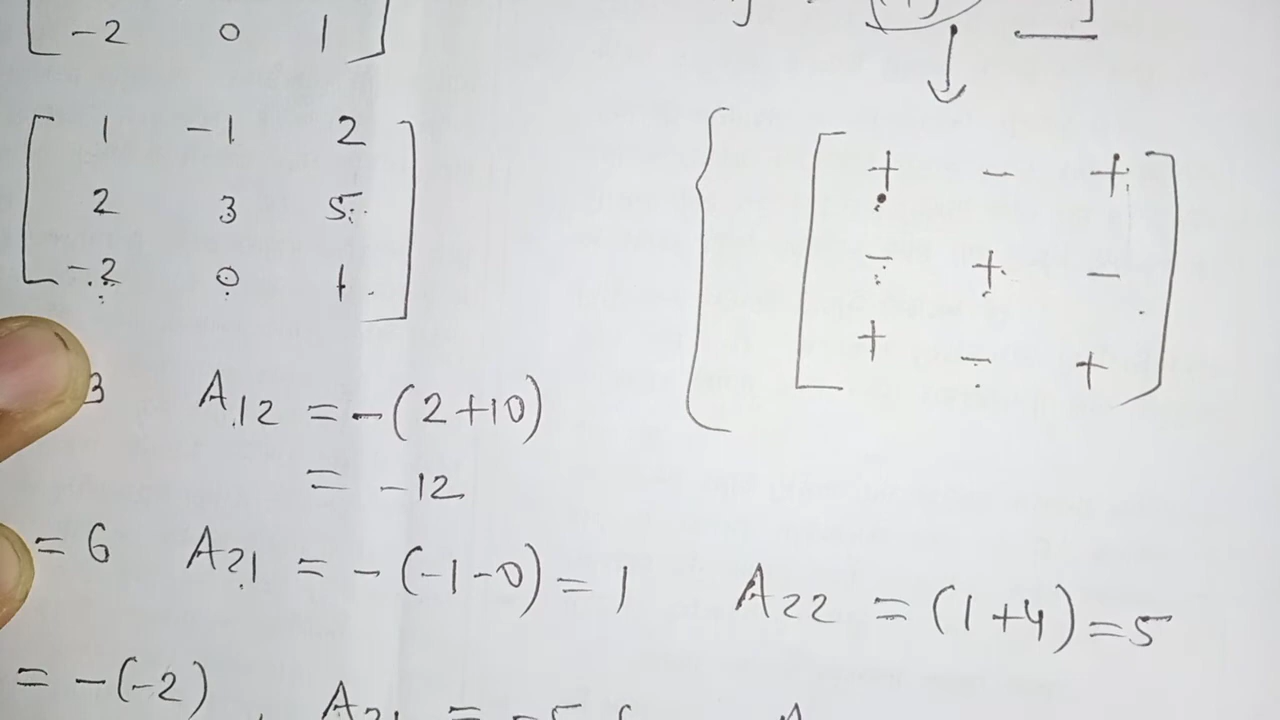 -2 0 1
1 -1 2
2 3 5
-2 0 1
+ - +
- + -
+ - +
3 A12 = -(2+10)
= -12
= 6 A21 = -(-1-0) = 1 A22 = (1+4) = 5
= -(-2)